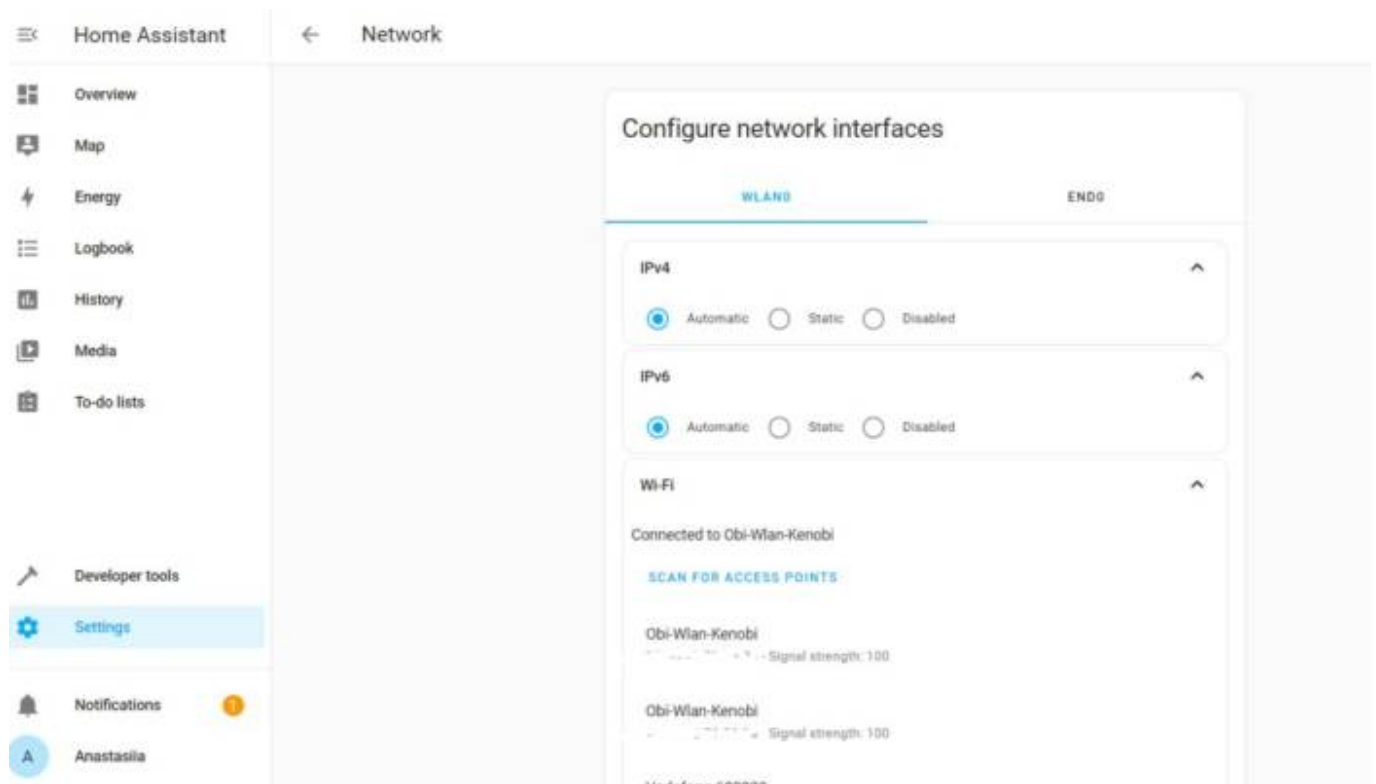 Home Assistant
Network
Overview
Map
Energy
Logbook
History
Media
To-do lists
Developer tools
Settings
Notifications
Anastasiia
A
Configure network interfaces
WLAN0
END0
IPv4
Automatic Static Disabled
IPv6
Automatic Static Disabled
Wi-Fi
Connected to Obi-Wlan-Kenobi
SCAN FOR ACCESS POINTS
Obi-Wlan-Kenobi
Signal strength: 100
Obi-Wlan-Kenobi
Signal strength: 100